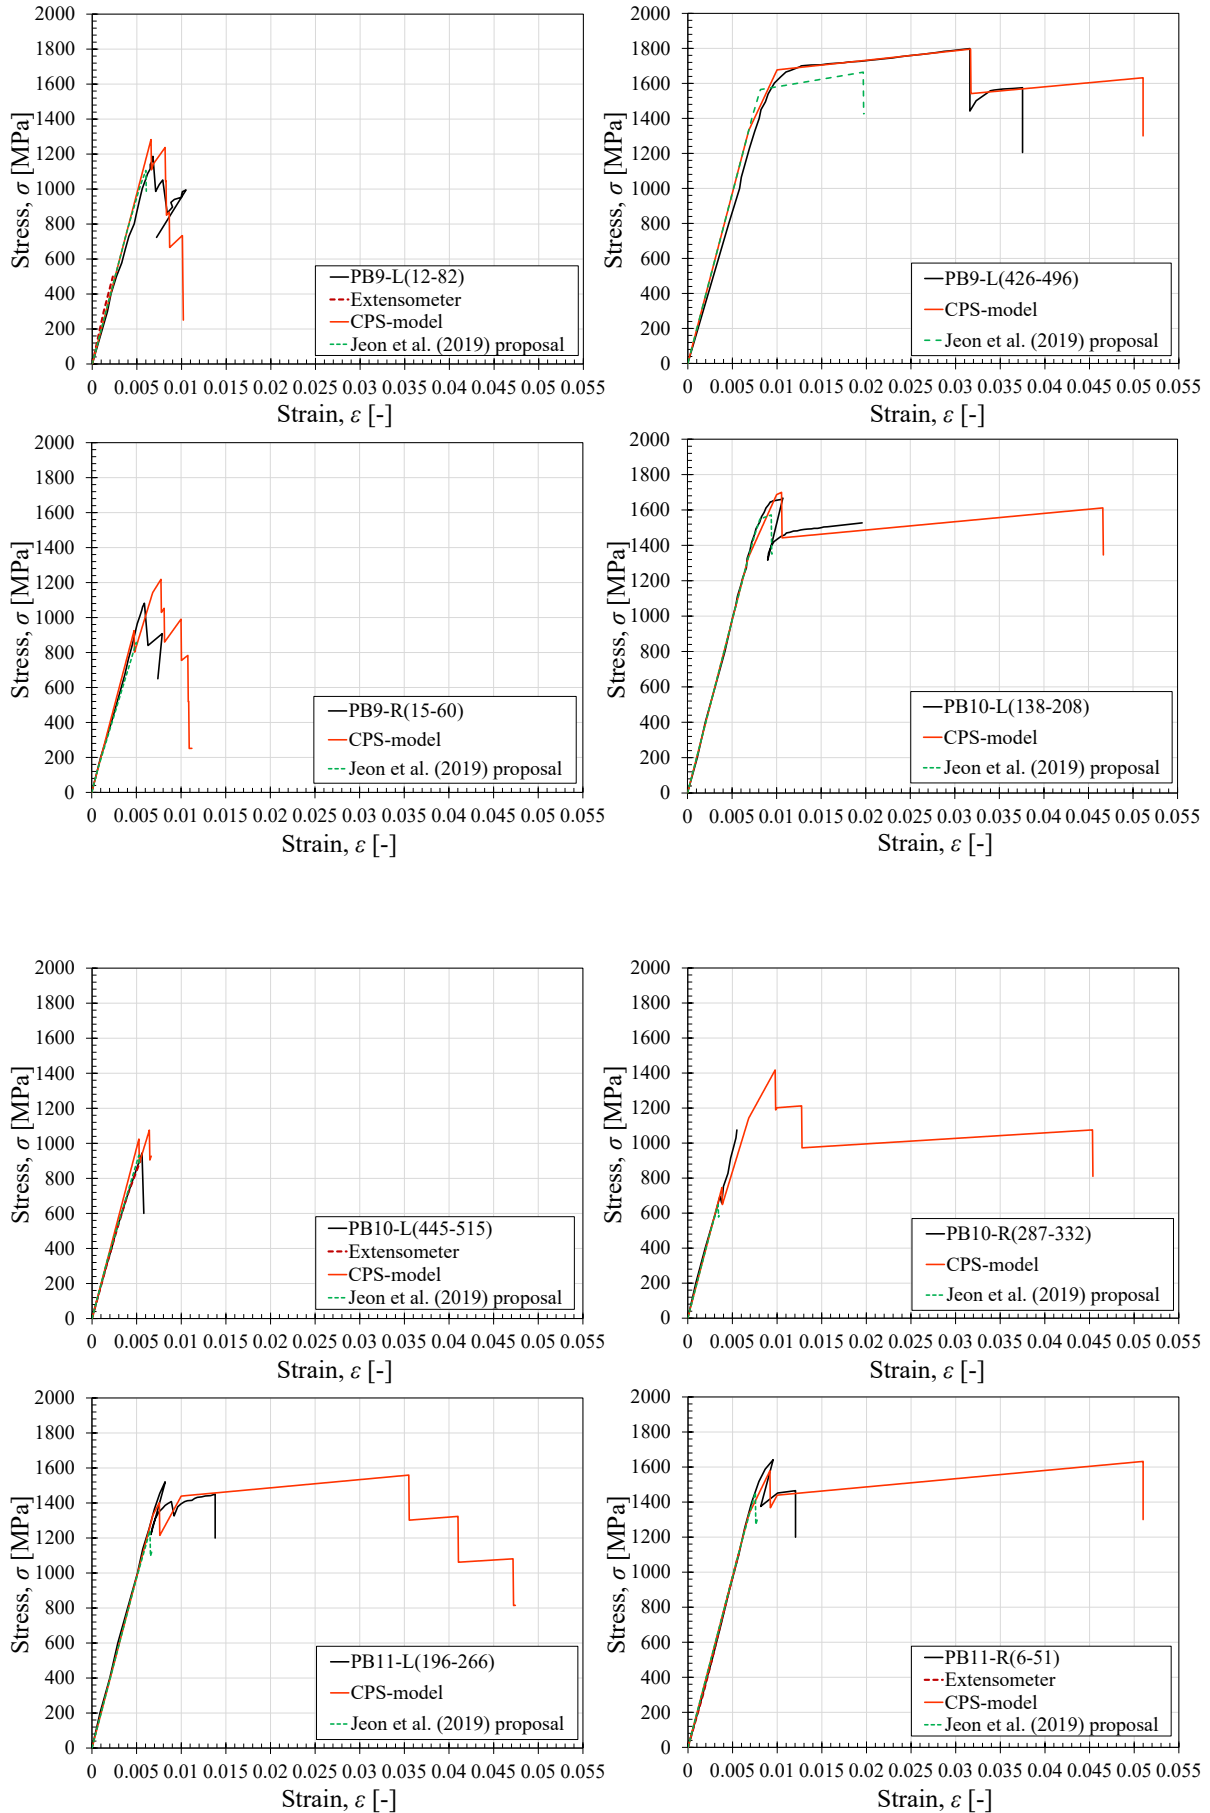 2000
1800
1600
1400
1200
1000
800
600
400
200
0
Stress, σ [MPa]
PB9-L(12-82)
Extensometer
CPS-model
Jeon et al. (2019) proposal
0 0.005 0.01 0.015 0.02 0.025 0.03 0.035 0.04 0.045 0.05 0.055
Strain, ε [-]
2000
1800
1600
1400
1200
1000
800
600
400
200
0
Stress, σ [MPa]
PB9-L(426-496)
CPS-model
Jeon et al. (2019) proposal
0 0.005 0.01 0.015 0.02 0.025 0.03 0.035 0.04 0.045 0.05 0.055
Strain, ε [-]
2000
1800
1600
1400
1200
1000
800
600
400
200
0
Stress, σ [MPa]
PB9-R(15-60)
CPS-model
Jeon et al. (2019) proposal
0 0.005 0.01 0.015 0.02 0.025 0.03 0.035 0.04 0.045 0.05 0.055
Strain, ε [-]
2000
1800
1600
1400
1200
1000
800
600
400
200
0
Stress, σ [MPa]
PB10-L(138-208)
CPS-model
Jeon et al. (2019) proposal
0 0.005 0.01 0.015 0.02 0.025 0.03 0.035 0.04 0.045 0.05 0.055
Strain, ε [-]
2000
1800
1600
1400
1200
1000
800
600
400
200
0
Stress, σ [MPa]
PB10-L(445-515)
Extensometer
CPS-model
Jeon et al. (2019) proposal
0 0.005 0.01 0.015 0.02 0.025 0.03 0.035 0.04 0.045 0.05 0.055
Strain, ε [-]
2000
1800
1600
1400
1200
1000
800
600
400
200
0
Stress, σ [MPa]
PB10-R(287-332)
CPS-model
Jeon et al. (2019) proposal
0 0.005 0.01 0.015 0.02 0.025 0.03 0.035 0.04 0.045 0.05 0.055
Strain, ε [-]
2000
1800
1600
1400
1200
1000
800
600
400
200
0
Stress, σ [MPa]
PB11-L(196-266)
CPS-model
Jeon et al. (2019) proposal
0 0.005 0.01 0.015 0.02 0.025 0.03 0.035 0.04 0.045 0.05 0.055
Strain, ε [-]
2000
1800
1600
1400
1200
1000
800
600
400
200
0
Stress, σ [MPa]
PB11-R(6-51)
Extensometer
CPS-model
Jeon et al. (2019) proposal
0 0.005 0.01 0.015 0.02 0.025 0.03 0.035 0.04 0.045 0.05 0.055
Strain, ε [-]